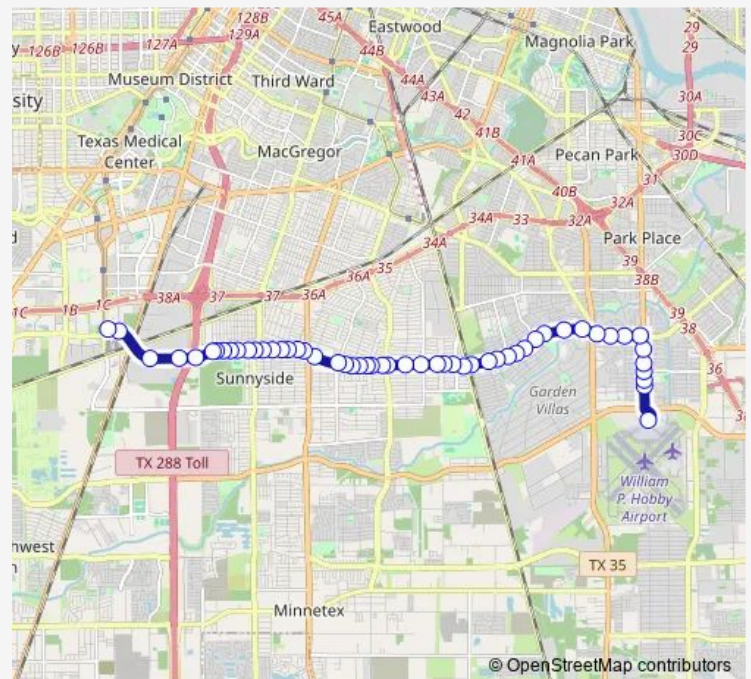 128B
45A
Eastwood
126B
126B
127A
129A
44B
Magnolia Park
29
29
44A
Museum District
Third Ward
43A
30A
sity
42
Texas Medical
Center
41B
30C
30D
MacGregor
41A
Pecan Park
31
40B
32A
34A
33
32A
Park Place
34A
39
35
36A
38B
1C
1B
1C
38A
37
37
36A
39
38
36
Sunnyside
Garden
Villas
TX 288 Toll
William
P. Hobby
Airport
hwest
TX 35
Minnetex
© OpenStreetMap contributors